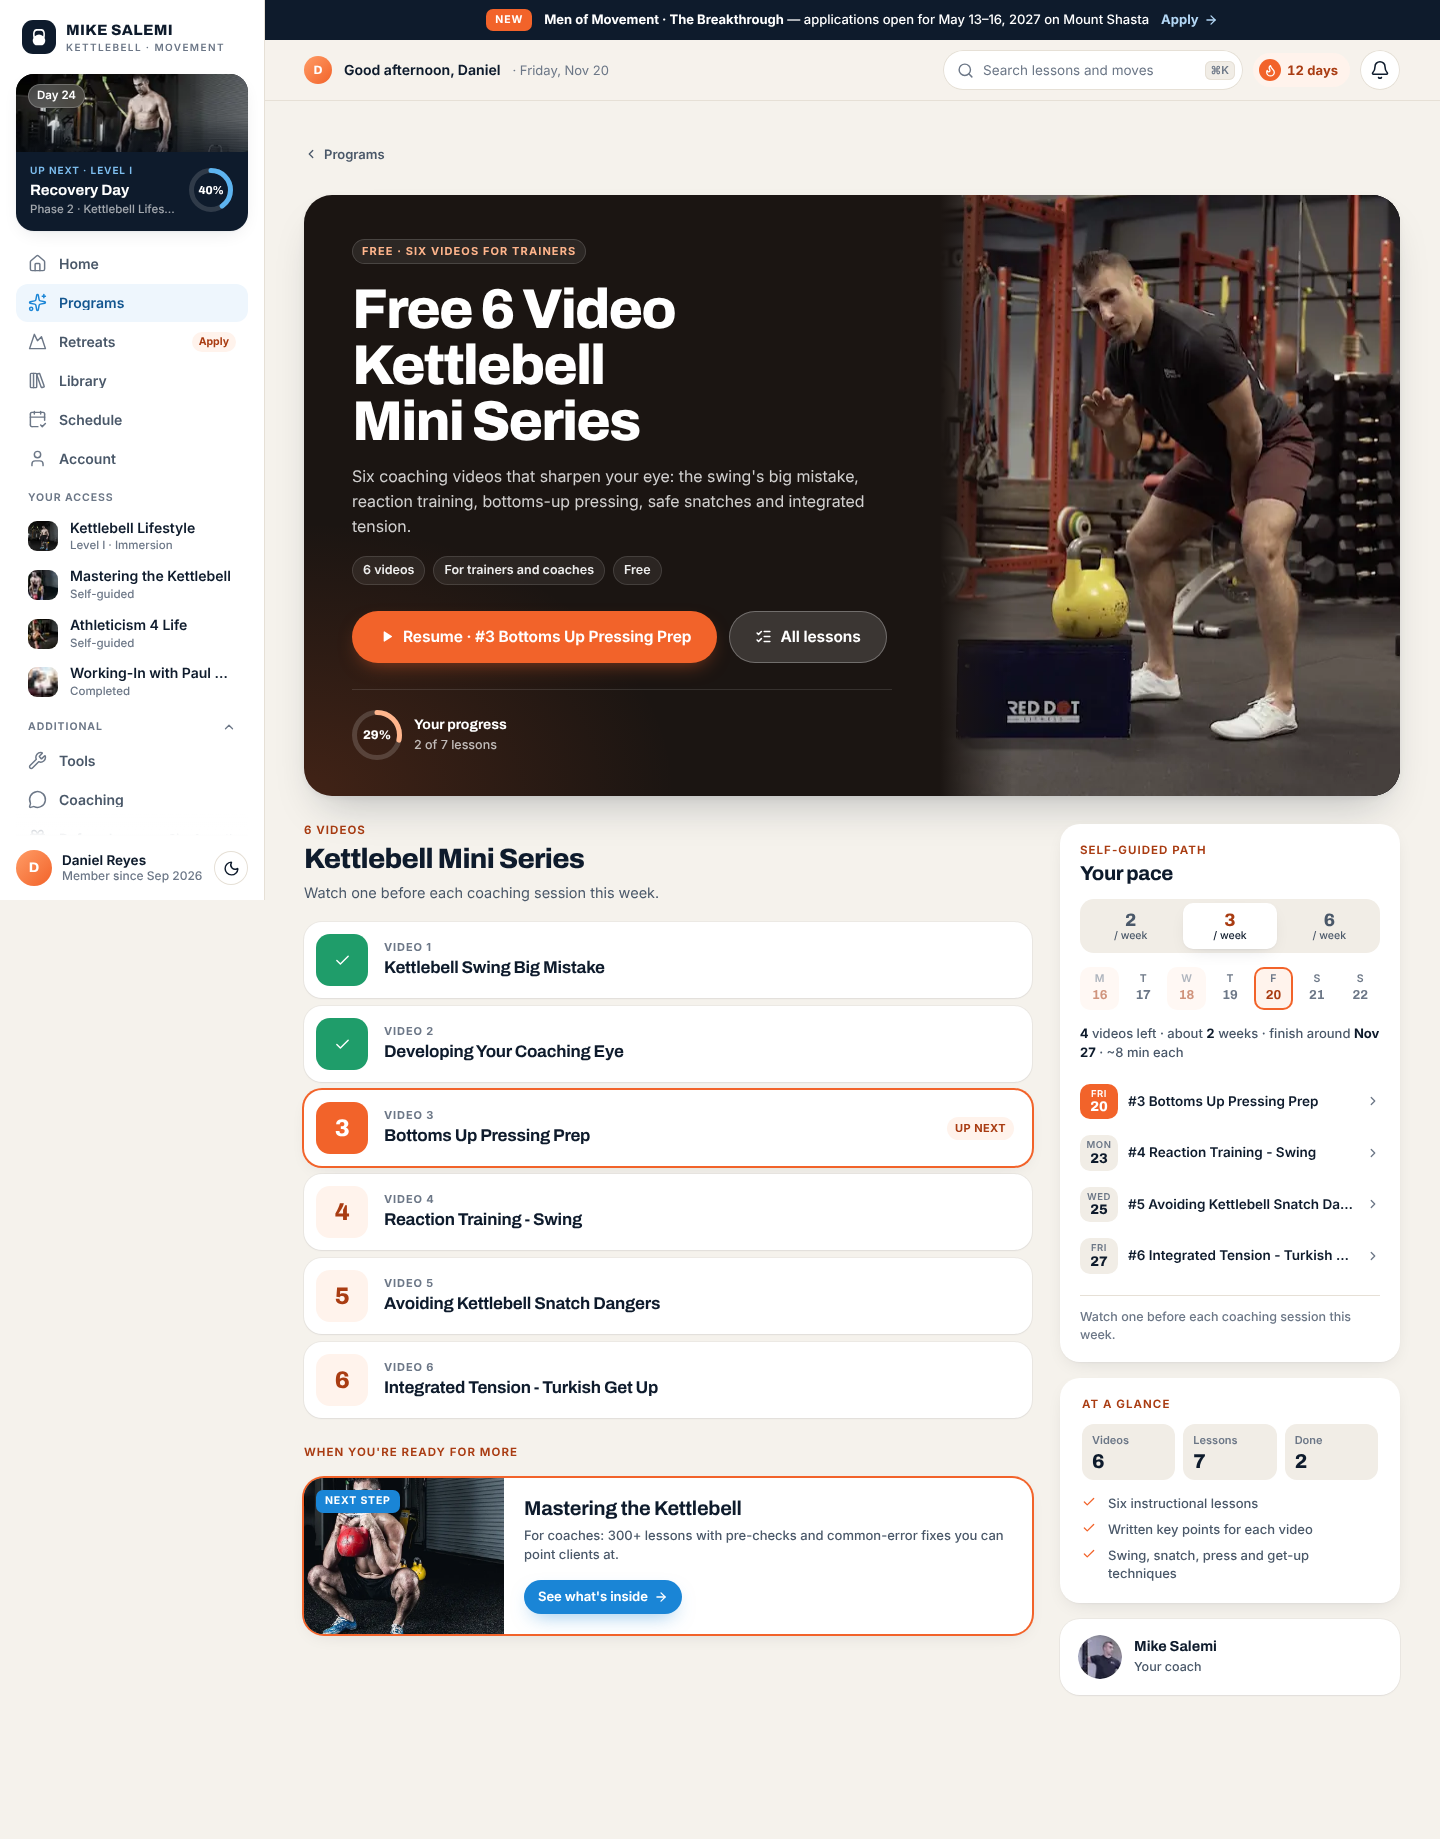 MIKE SALEMI
KETTLEBELL · MOVEMENT
Day 24
UP NEXT · LEVEL I
Recovery Day
Phase 2 · Kettlebell Lifes...
40%
Home
Programs
Retreats
Apply
Library
Schedule
Account
YOUR ACCESS
Kettlebell Lifestyle
Level I · Immersion
Mastering the Kettlebell
Self-guided
Athleticism 4 Life
Self-guided
Working-In with Paul ...
Completed
ADDITIONAL
Tools
Coaching
D
Daniel Reyes
Member since Sep 2026
NEW Men of Movement · The Breakthrough — applications open for May 13–16, 2027 on Mount Shasta Apply →
D
Good afternoon, Daniel · Friday, Nov 20
Search lessons and moves
⌘K
12 days
Programs
FREE · SIX VIDEOS FOR TRAINERS
Free 6 Video
Kettlebell
Mini Series
Six coaching videos that sharpen your eye: the swing's big mistake,
reaction training, bottoms-up pressing, safe snatches and integrated
tension.
6 videos
For trainers and coaches
Free
Resume · #3 Bottoms Up Pressing Prep
All lessons
29%
Your progress
2 of 7 lessons
RED DOT
FITNESS
6 VIDEOS
Kettlebell Mini Series
Watch one before each coaching session this week.
VIDEO 1
Kettlebell Swing Big Mistake
VIDEO 2
Developing Your Coaching Eye
3
VIDEO 3
Bottoms Up Pressing Prep
UP NEXT
4
VIDEO 4
Reaction Training - Swing
5
VIDEO 5
Avoiding Kettlebell Snatch Dangers
6
VIDEO 6
Integrated Tension - Turkish Get Up
WHEN YOU'RE READY FOR MORE
NEXT STEP
Mastering the Kettlebell
For coaches: 300+ lessons with pre-checks and common-error fixes you can
point clients at.
See what's inside →
SELF-GUIDED PATH
Your pace
2 3 6
/ week / week / week
M T W T F S S
16 17 18 19 20 21 22
4 videos left · about 2 weeks · finish around Nov
27 · ~8 min each
FRI
20
#3 Bottoms Up Pressing Prep
MON
23
#4 Reaction Training - Swing
WED
25
#5 Avoiding Kettlebell Snatch Da...
FRI
27
#6 Integrated Tension - Turkish ...
Watch one before each coaching session this
week.
AT A GLANCE
Videos Lessons Done
6 7 2
Six instructional lessons
Written key points for each video
Swing, snatch, press and get-up
techniques
Mike Salemi
Your coach